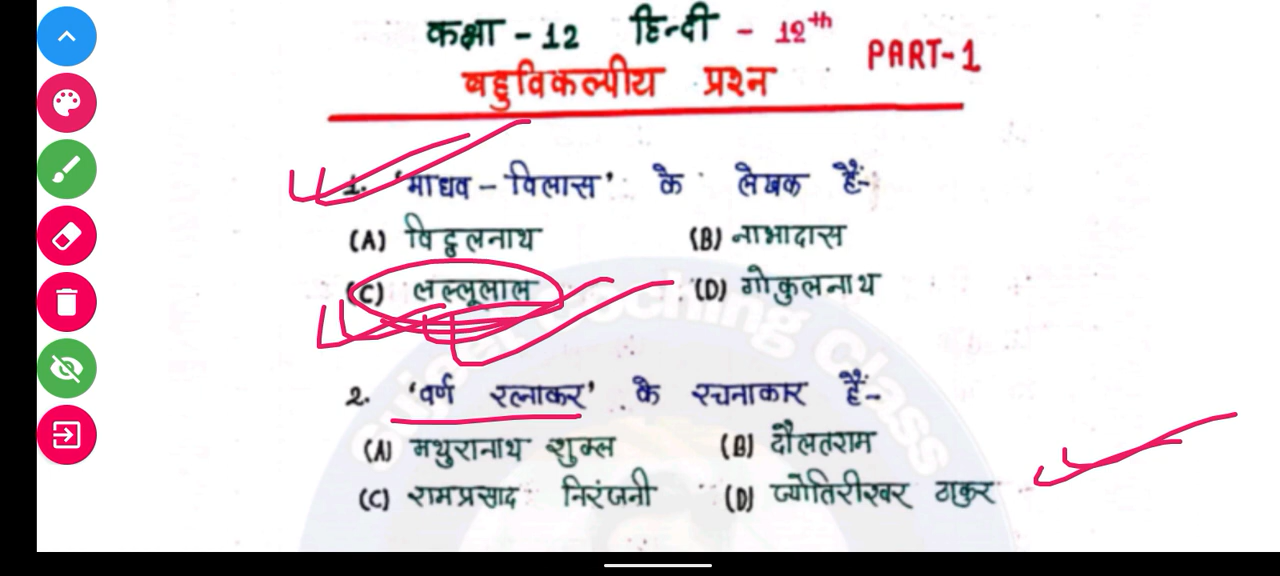 कक्षा - 12 हिन्दी - 12th PART-1
बहुविकल्पीय प्रश्न
1. 'माधव - विलास' के लेखक हैं-
(A) विट्ठलनाथ (B) नाभादास
(C) लल्लूलाल (D) गोकुलनाथ
2. 'वर्ण रत्नाकर' के रचनाकार हैं-
(A) मथुरानाथ शुक्ल (B) दौलतराम
(C) रामप्रसाद निरंजनी (D) ज्योतिरीश्वर ठाकुर
Class